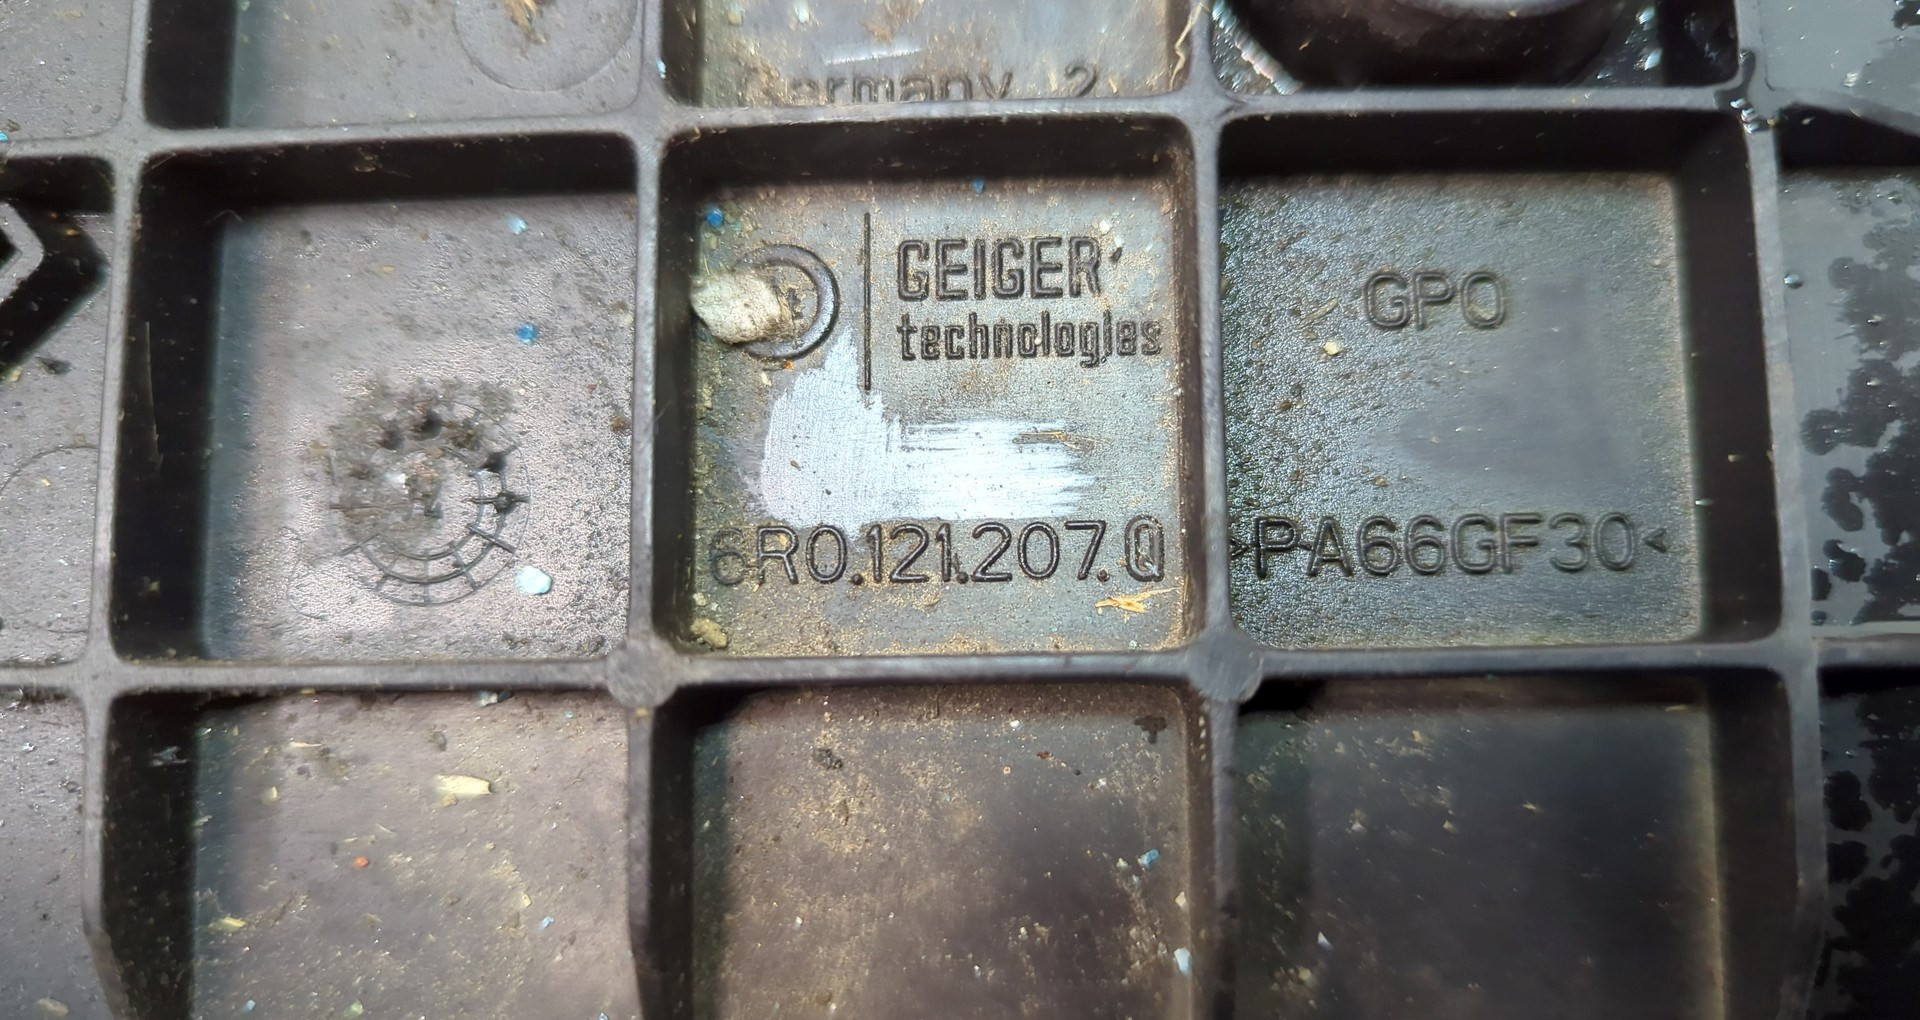 Germany 2
GEIGER
technologies
GPO
6R0.121.207.Q
>PA66GF30<